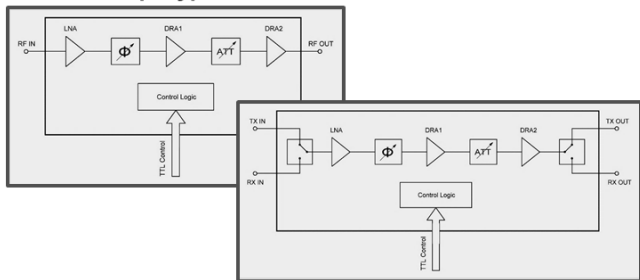 LNA DRA1 DRA2
RF IN RF OUT
Φ ATT
Control Logic
TTL Control
TX IN TX OUT
LNA DRA1 DRA2
Φ ATT
RX IN RX OUT
Control Logic
TTL Control